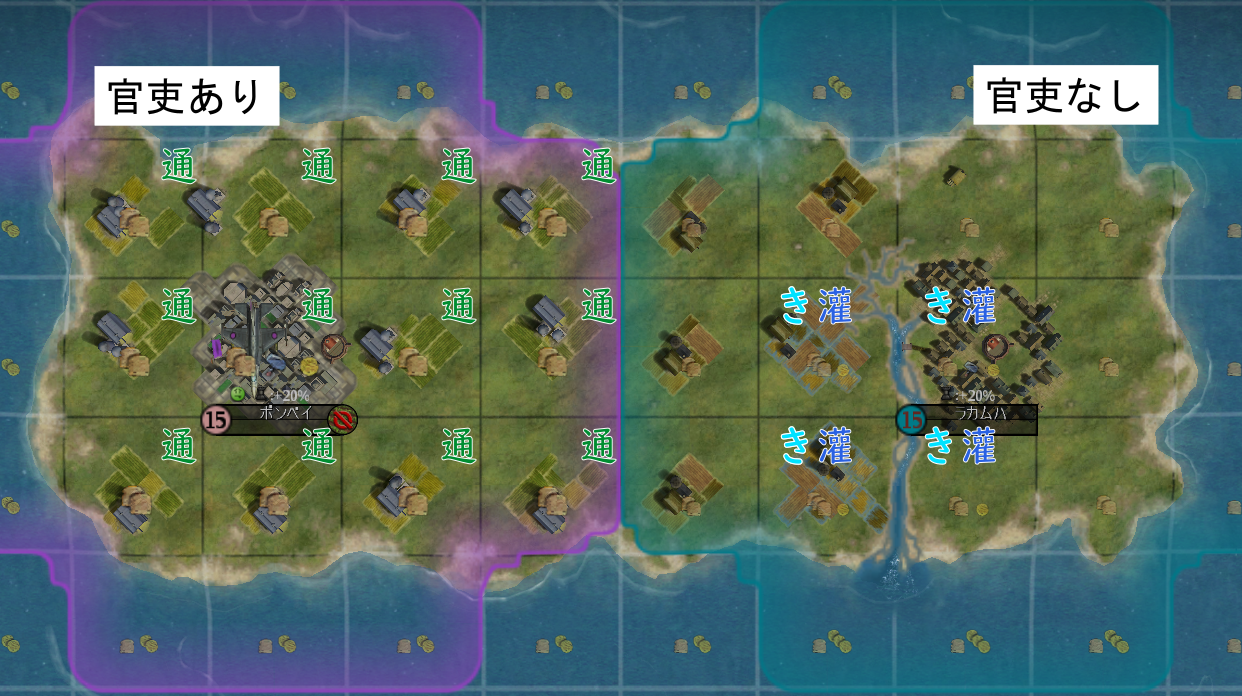 官吏あり
官吏なし
通 通 通 通
通 通 通 通 き 灌 き 灌
:+20% :+20%
15 ポンペイ 15 ラカムハ
通 通 通 通 き 灌 き 灌